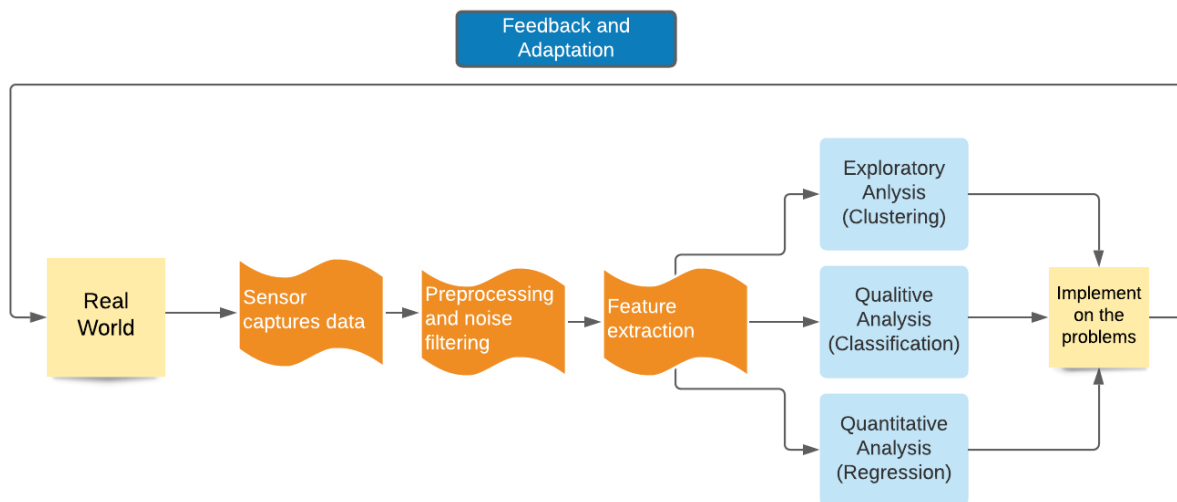 Feedback and
Adaptation
Real
World
Sensor
captures data
Preprocessing
and noise
filtering
Feature
extraction
Exploratory
Anlysis
(Clustering)
Qualitive
Analysis
(Classification)
Quantitative
Analysis
(Regression)
Implement
on the
problems